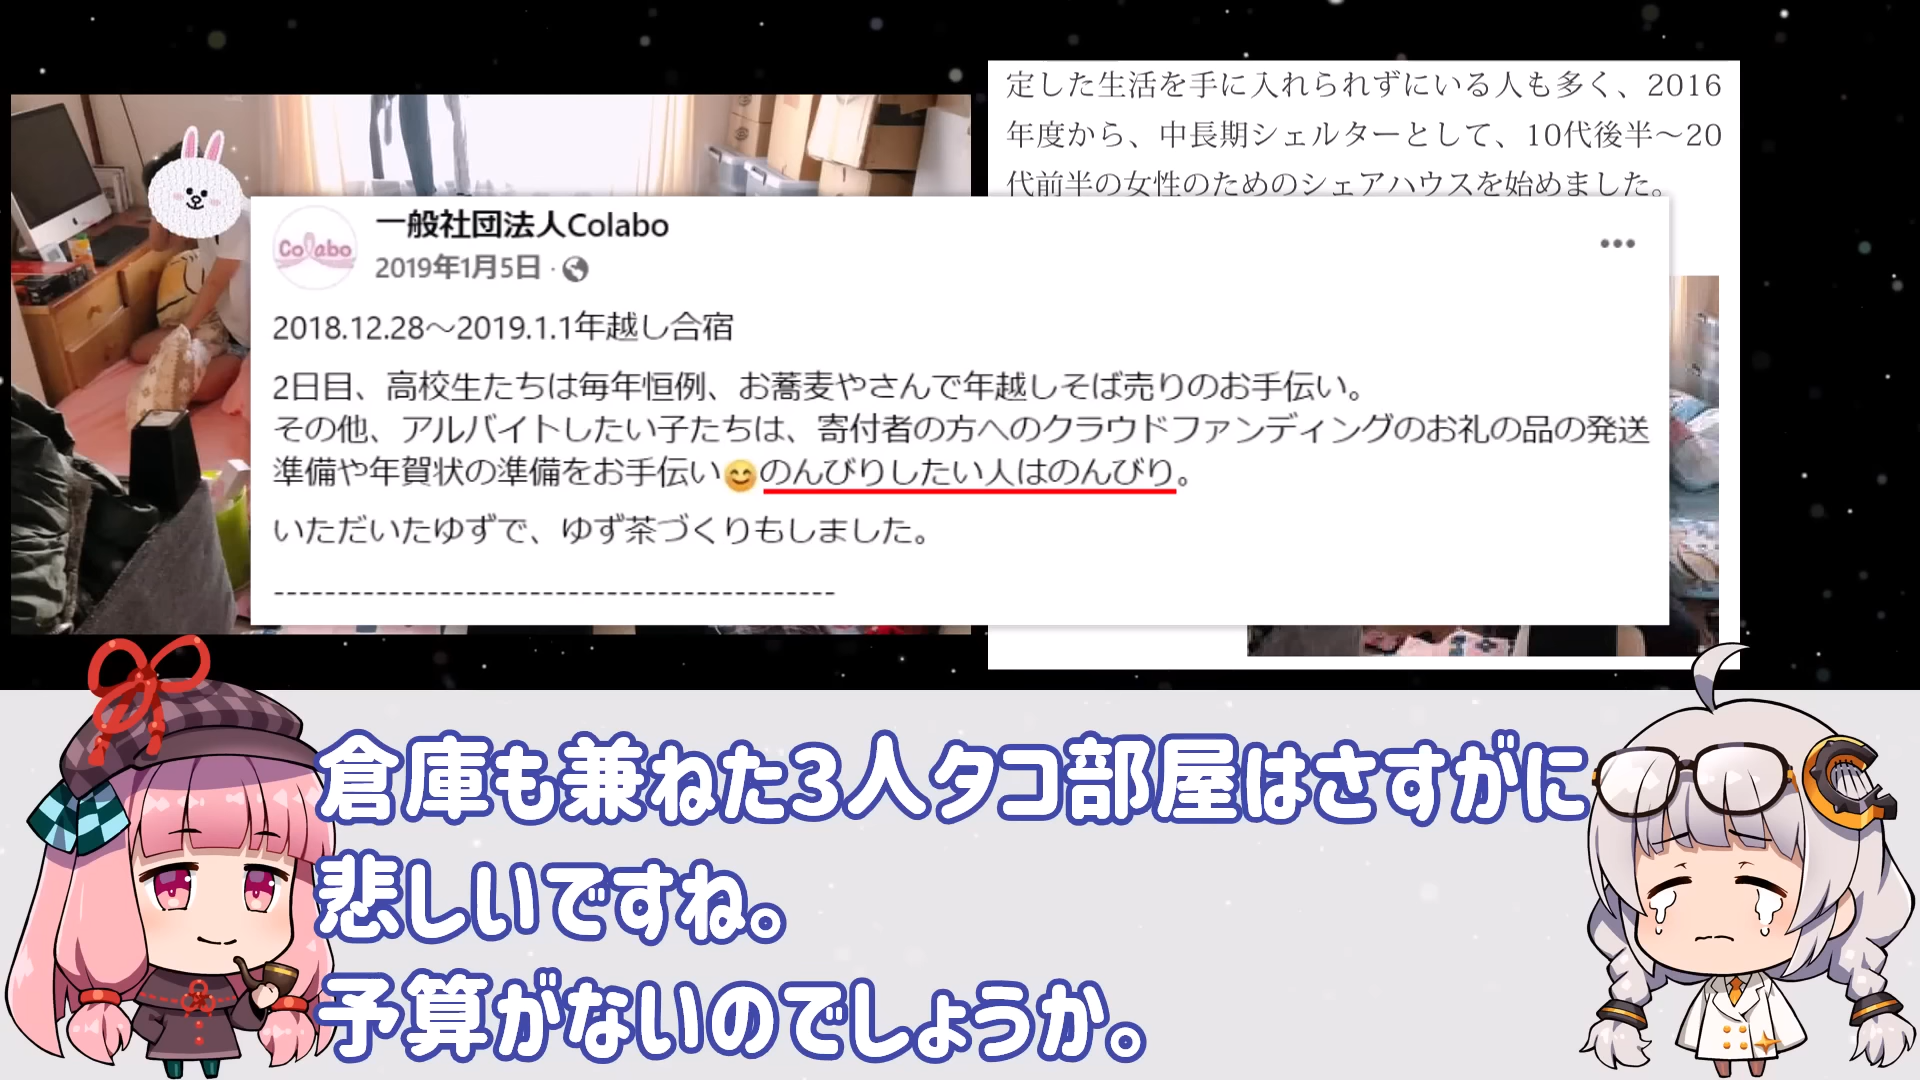 定した生活を手に入れられずにいる人も多く、2016
年度から、中長期シェルターとして、10代後半〜20
代前半の女性のためのシェアハウスを始めました。
Colabo
一般社団法人Colabo
2019年1月5日 ·
2018.12.28〜2019.1.1年越し合宿
2日目、高校生たちは毎年恒例、お蕎麦やさんで年越しそば売りのお手伝い。
その他、アルバイトしたい子たちは、寄付者の方へのクラウドファンディングのお礼の品の発送
準備や年賀状の準備をお手伝い😊のんびりしたい人はのんびり。
いただいたゆずで、ゆず茶づくりもしました。
--------------------------------------------
倉庫も兼ねた3人タコ部屋はさすがに
悲しいですね。
予算がないのでしょうか。